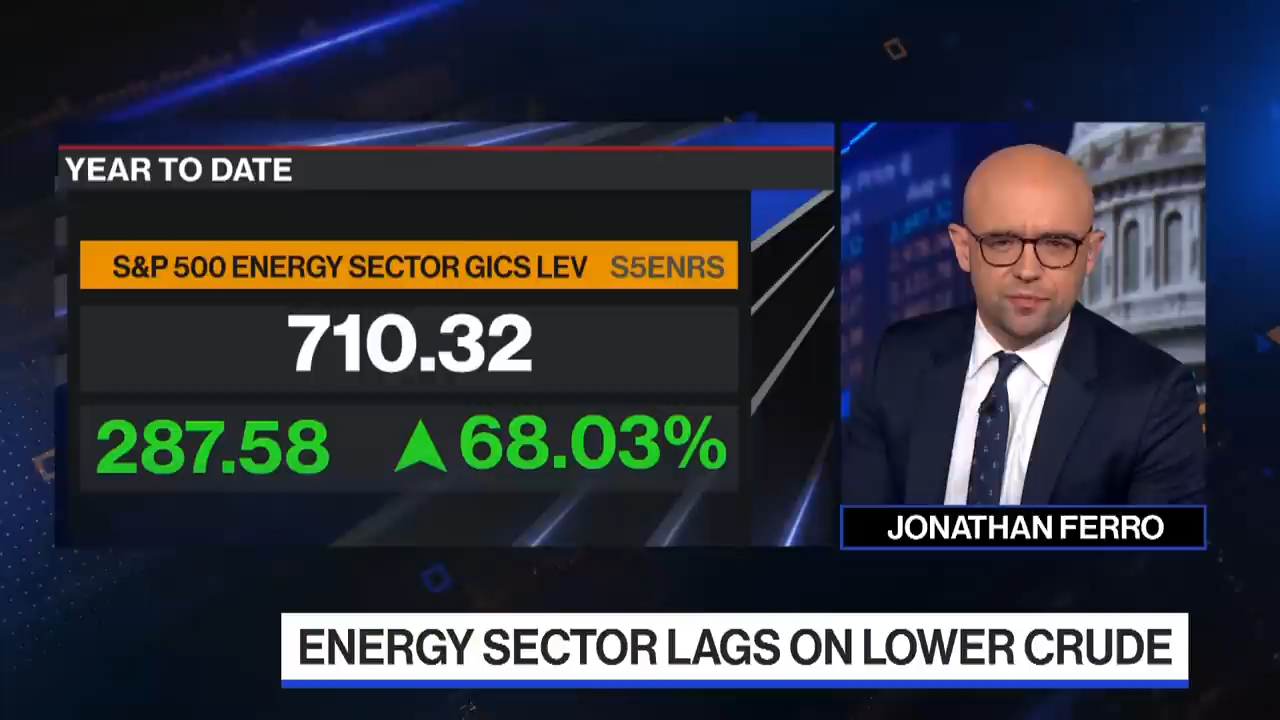 YEAR TO DATE
S&P 500 ENERGY SECTOR GICS LEV S5ENRS
710.32
287.58 ▲68.03%
JONATHAN FERRO
ENERGY SECTOR LAGS ON LOWER CRUDE